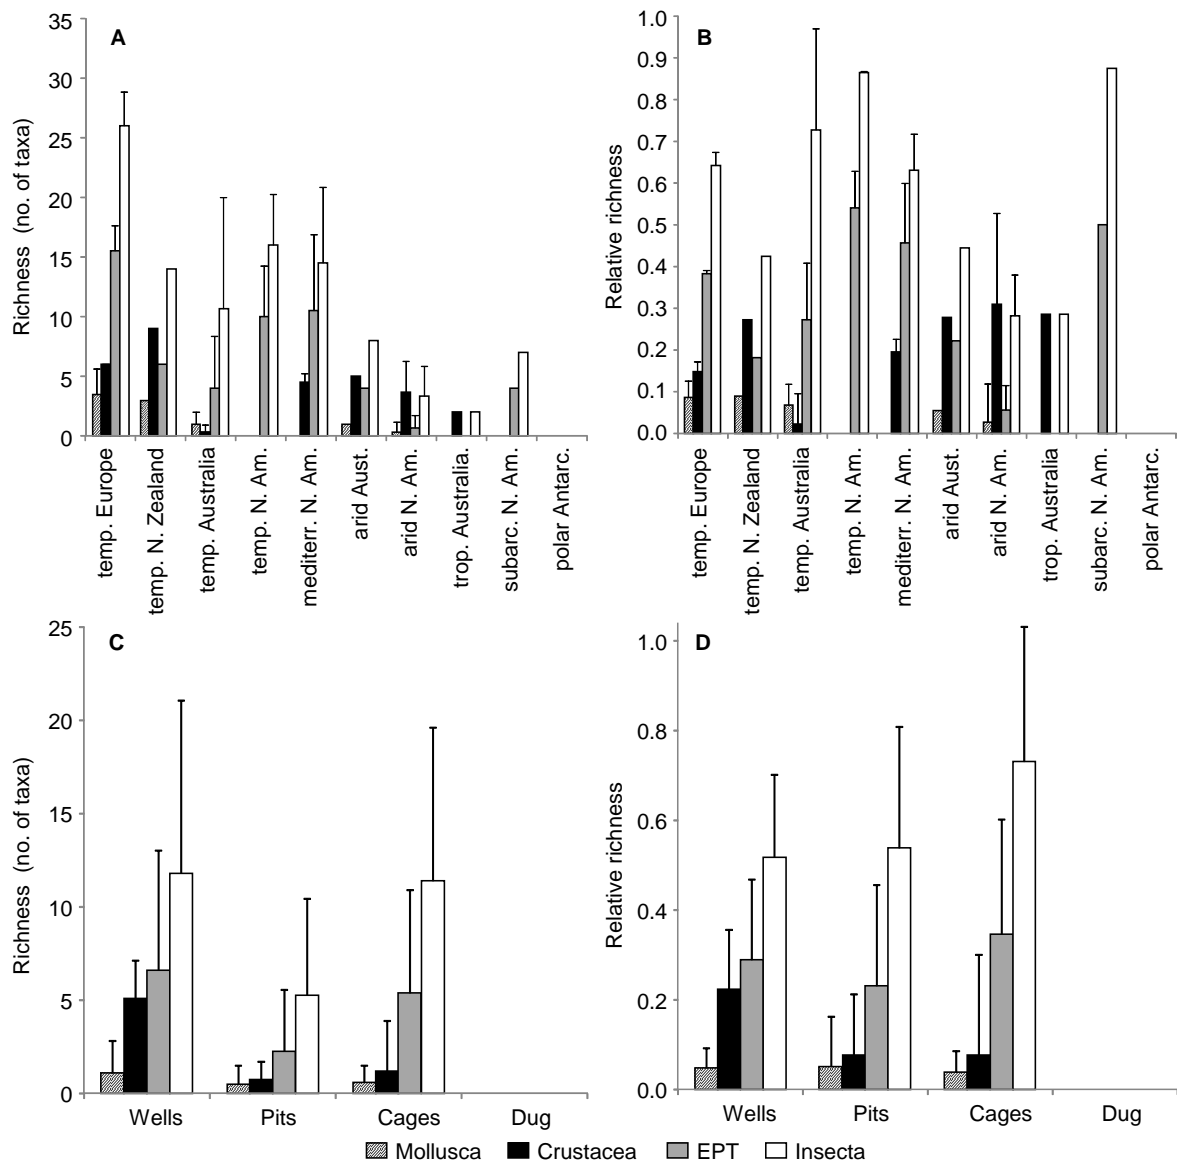 A
Richness (no. of taxa)
35
30
25
20
15
10
5
0
temp. Europe
temp. N. Zealand
temp. Australia
temp. N. Am.
mediterr. N. Am.
arid Aust.
arid N. Am.
trop. Australia.
subarc. N. Am.
polar Antarc.
B
Relative richness
1.0
0.9
0.8
0.7
0.6
0.5
0.4
0.3
0.2
0.1
0.0
temp. Europe
temp. N. Zealand
temp. Australia
temp. N. Am.
mediterr. N. Am.
arid Aust.
arid N. Am.
trop. Australia
subarc. N. Am.
polar Antarc.
C
Richness (no. of taxa)
25
20
15
10
5
0
Wells Pits Cages Dug
D
Relative richness
1.0
0.8
0.6
0.4
0.2
0.0
Wells Pits Cages Dug
Mollusca Crustacea EPT Insecta